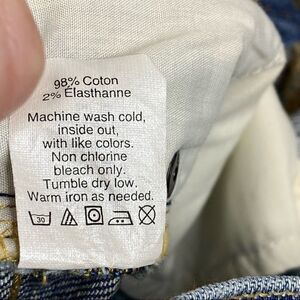 98% Coton
2% Elasthanne
Machine wash cold,
inside out,
with like colors.
Non chlorine
bleach only.
Tumble dry low.
Warm iron as needed.
30